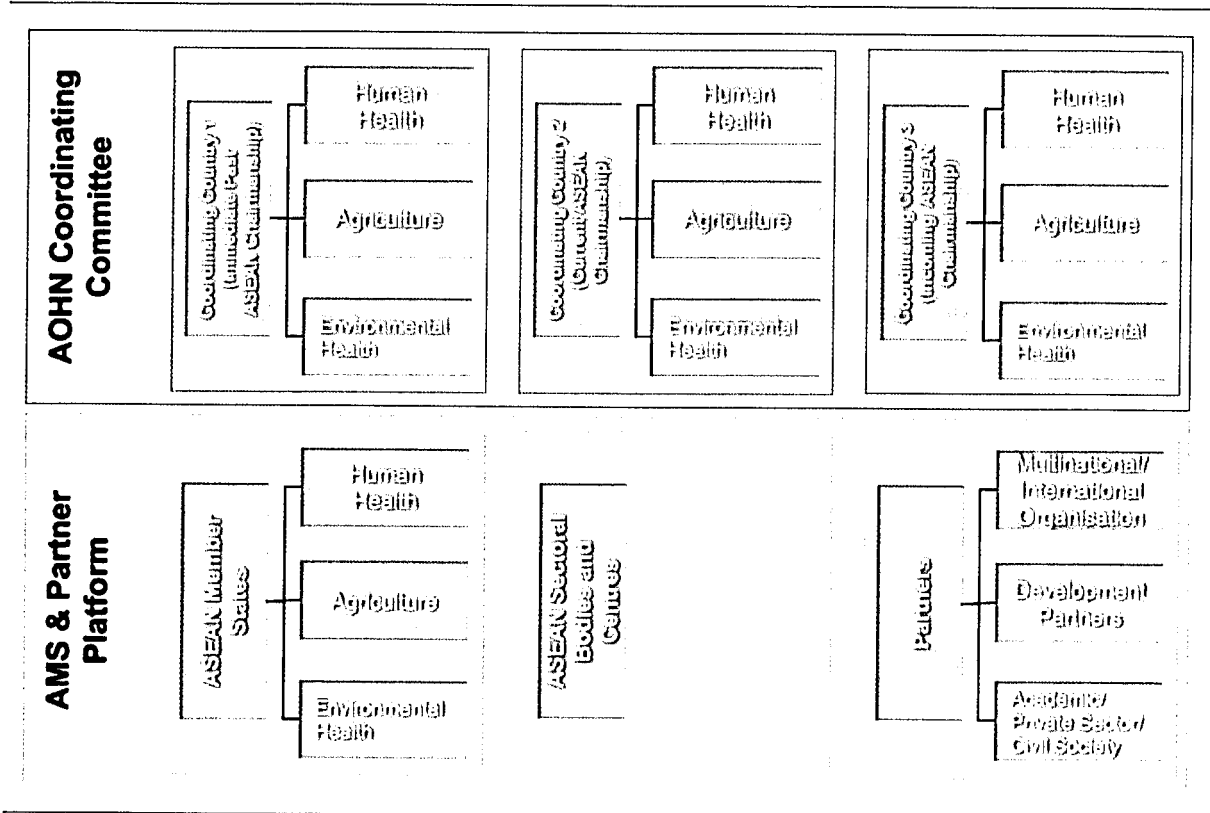 AOHN Coordinating
Committee
Coordinating Country 1
(Immediate Past
ASEAN Chairmanship)
Human
Health
Agriculture
Environmental
Health
Coordinating Country 2
(Current ASEAN
Chairmanship)
Human
Health
Agriculture
Environmental
Health
Coordinating Country 3
(Incoming ASEAN
Chairmanship)
Human
Health
Agriculture
Environmental
Health
AMS & Partner
Platform
ASEAN Member
States
Human
Health
Agriculture
Environmental
Health
ASEAN Sectoral
Bodies and
Centres
Partners
Multinational/
International
Organisation
Development
Partners
Academic/
Private Sector/
Civil Society